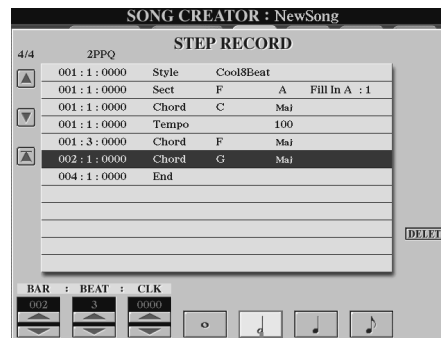 SONG CREATOR : NewSong
STEP RECORD
4/4 2PPQ
001 : 1 : 0000 Style Cool8Beat
001 : 1 : 0000 Sect F A Fill In A : 1
001 : 1 : 0000 Chord C Maj
001 : 1 : 0000 Tempo 100
001 : 3 : 0000 Chord F Maj
002 : 1 : 0000 Chord G Maj
004 : 1 : 0000 End
DELET
BAR : BEAT : CLK
002 3 0000